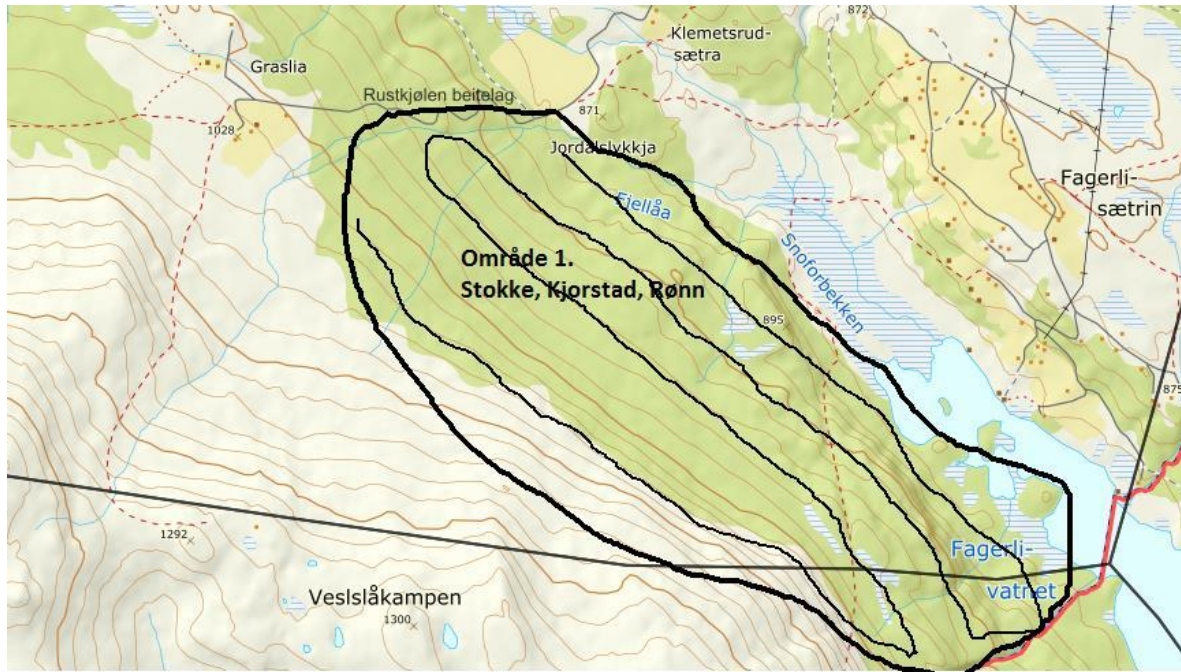 872
Klemetsrud-
sætra
Graslia
Rustkjølen beitelag
871
1028
Jordalslykkja
Fagerli-
sætrin
Fjellåa
Snoforbekken
Område 1.
Stokke, Kjorstad, Rønn
895
875
1292
Fagerli-
vatnet
Veslslåkampen
1300